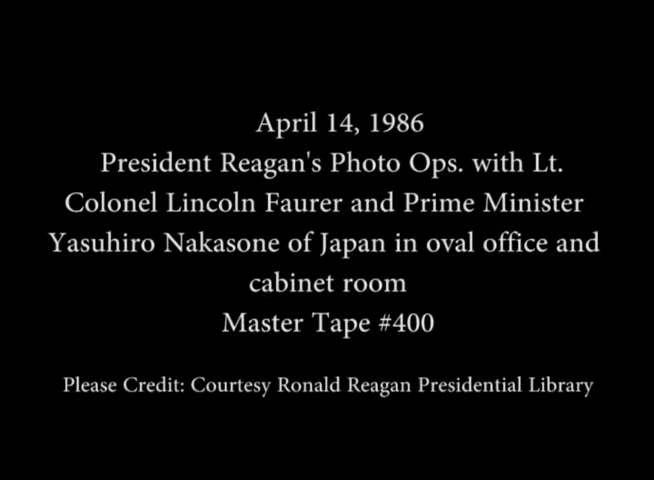 April 14, 1986
President Reagan's Photo Ops. with Lt.
Colonel Lincoln Faurer and Prime Minister
Yasuhiro Nakasone of Japan in oval office and
cabinet room
Master Tape #400
Please Credit: Courtesy Ronald Reagan Presidential Library